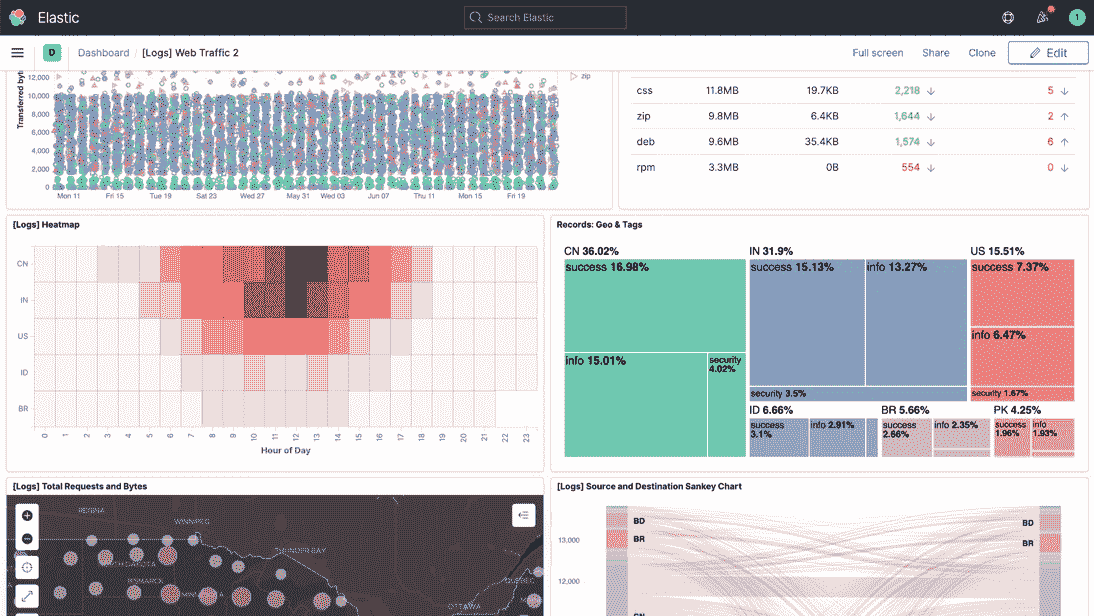 Elastic
Search Elastic
1
D
Dashboard / [Logs] Web Traffic 2
Full screen
Share
Clone
Edit
Transferred byt
12,000
10,000
8,000
6,000
4,000
2,000
0
Mon 11 Fri 15 Tue 19 Sat 23 Wed 27 May 31 Wed 03 Jun 07 Thu 11 Mon 15 Fri 19
zip
css 11.8MB 19.7KB 2,218 ↓ 5 ↓
zip 9.8MB 6.4KB 1,644 ↓ 2 ↑
deb 9.6MB 35.4KB 1,574 ↓ 6 ↑
rpm 3.3MB 0B 554 ↓ 0 ↓
[Logs] Heatmap
CN
IN
US
ID
BR
0 1 2 3 4 5 6 7 8 9 10 11 12 13 14 15 16 17 18 19 20 21 22 23
Hour of Day
Records: Geo & Tags
CN 36.02%
success 16.98%
info 15.01%
security
4.02%
IN 31.9%
success 15.13%
info 13.27%
security 3.5%
US 15.51%
success 7.37%
info 6.47%
security 1.67%
ID 6.66%
success
3.1%
info 2.91%
BR 5.66%
success
2.66%
info 2.35%
PK 4.25%
success
1.96%
info
1.93%
[Logs] Total Requests and Bytes
REGINA
WINNIPEG
THUNDER BAY
BISMARCK
OTTAWA
[Logs] Source and Destination Sankey Chart
13,000
12,000
BD
BR
BD
BR